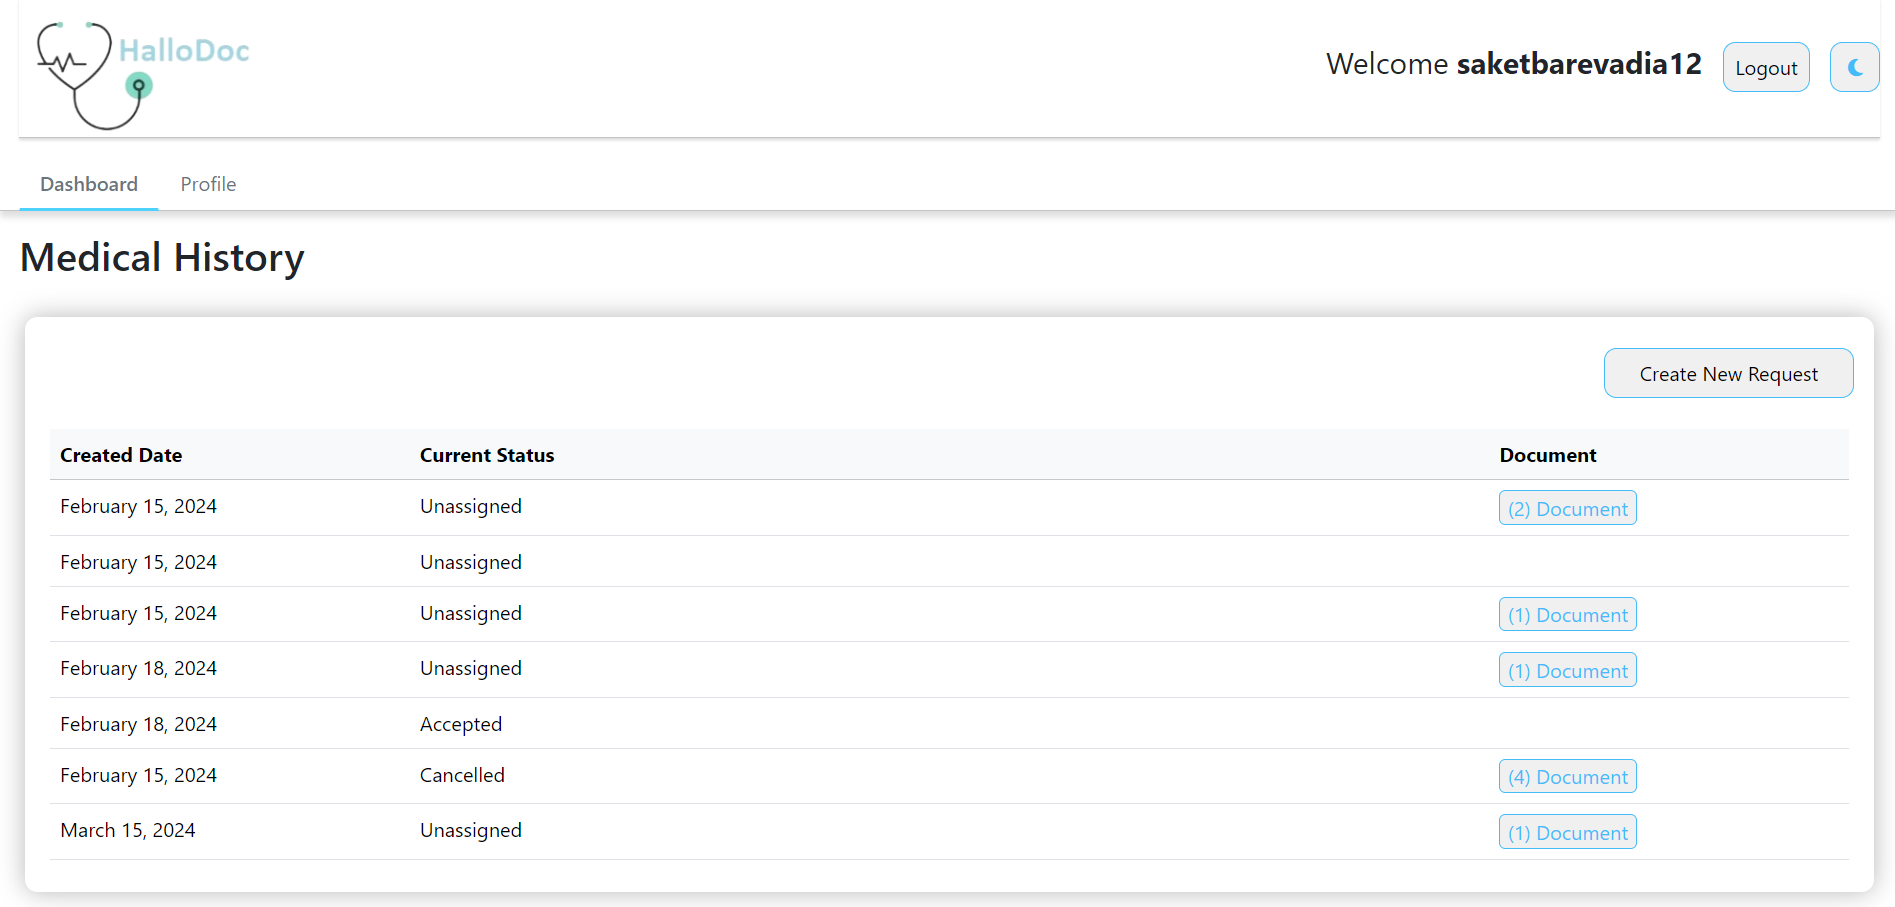 HalloDoc
Welcome saketbarevadia12 Logout
Dashboard Profile
Medical History
Create New Request
Created Date Current Status Document
February 15, 2024 Unassigned (2) Document
February 15, 2024 Unassigned
February 15, 2024 Unassigned (1) Document
February 18, 2024 Unassigned (1) Document
February 18, 2024 Accepted
February 15, 2024 Cancelled (4) Document
March 15, 2024 Unassigned (1) Document